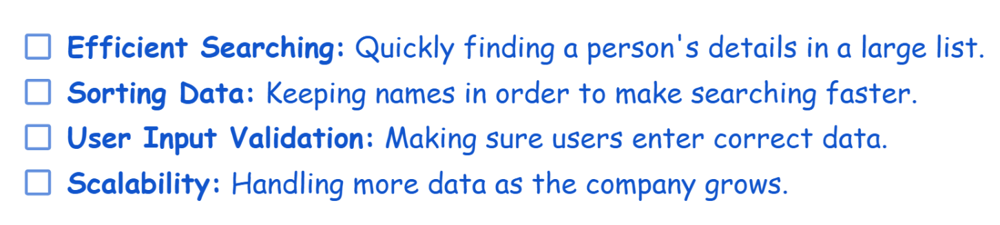 Efficient Searching: Quickly finding a person's details in a large list.
Sorting Data: Keeping names in order to make searching faster.
User Input Validation: Making sure users enter correct data.
Scalability: Handling more data as the company grows.